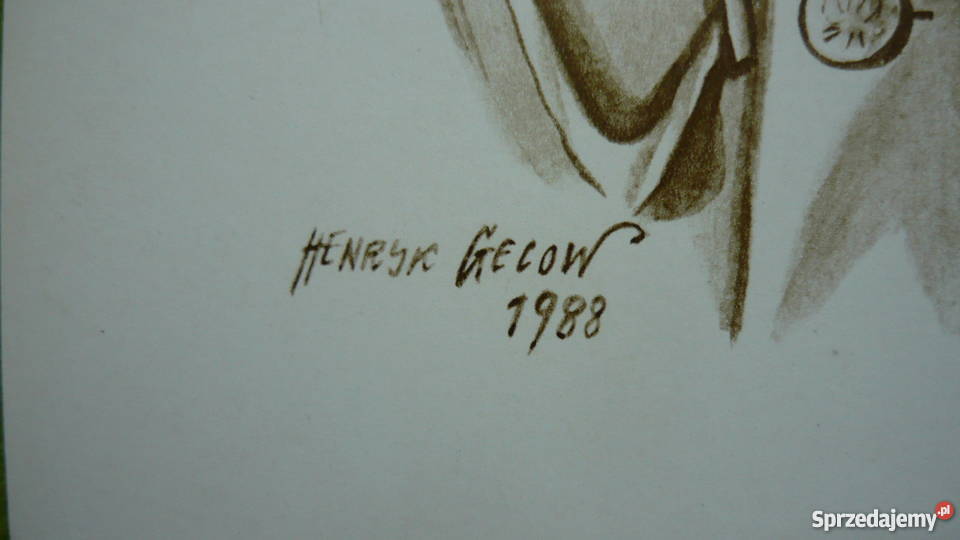 HENRYK GECOW
1988
Sprzedajemy.pl